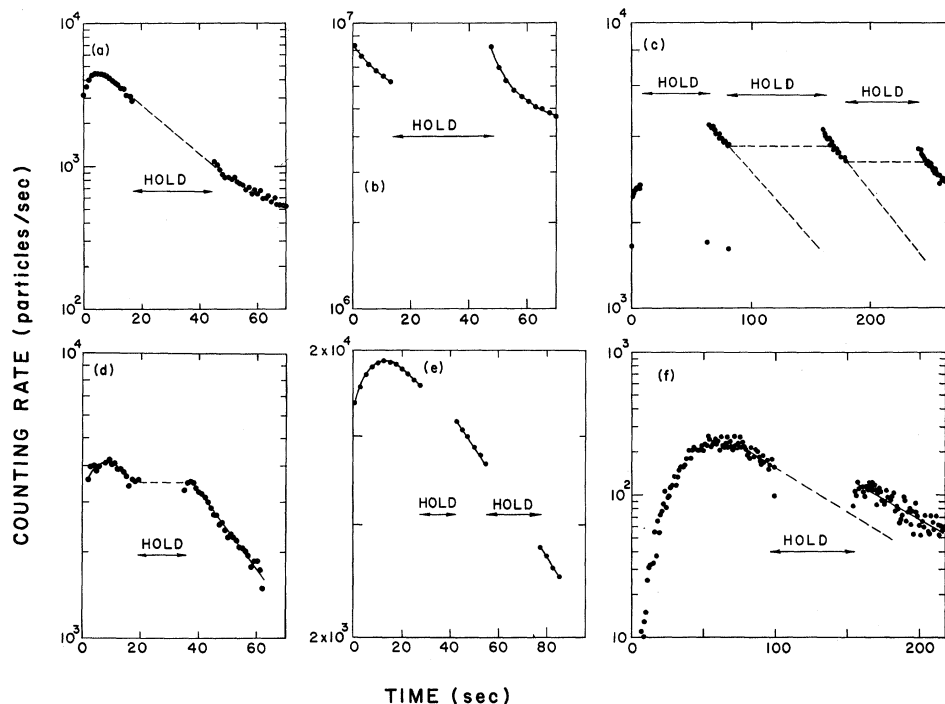 COUNTING RATE (particles/sec)
10⁴
(a)
10³
HOLD
10²
0 20 40 60
10⁷
HOLD
(b)
10⁶
0 20 40 60
10⁴
(c)
HOLD HOLD
HOLD
10³
0 100 200
10⁴
(d)
HOLD
10³
0 20 40 60
2×10⁴
(e)
HOLD HOLD
2×10³
0 20 40 60 80
10³
(f)
10²
HOLD
10
0 50 100 200
TIME (sec)